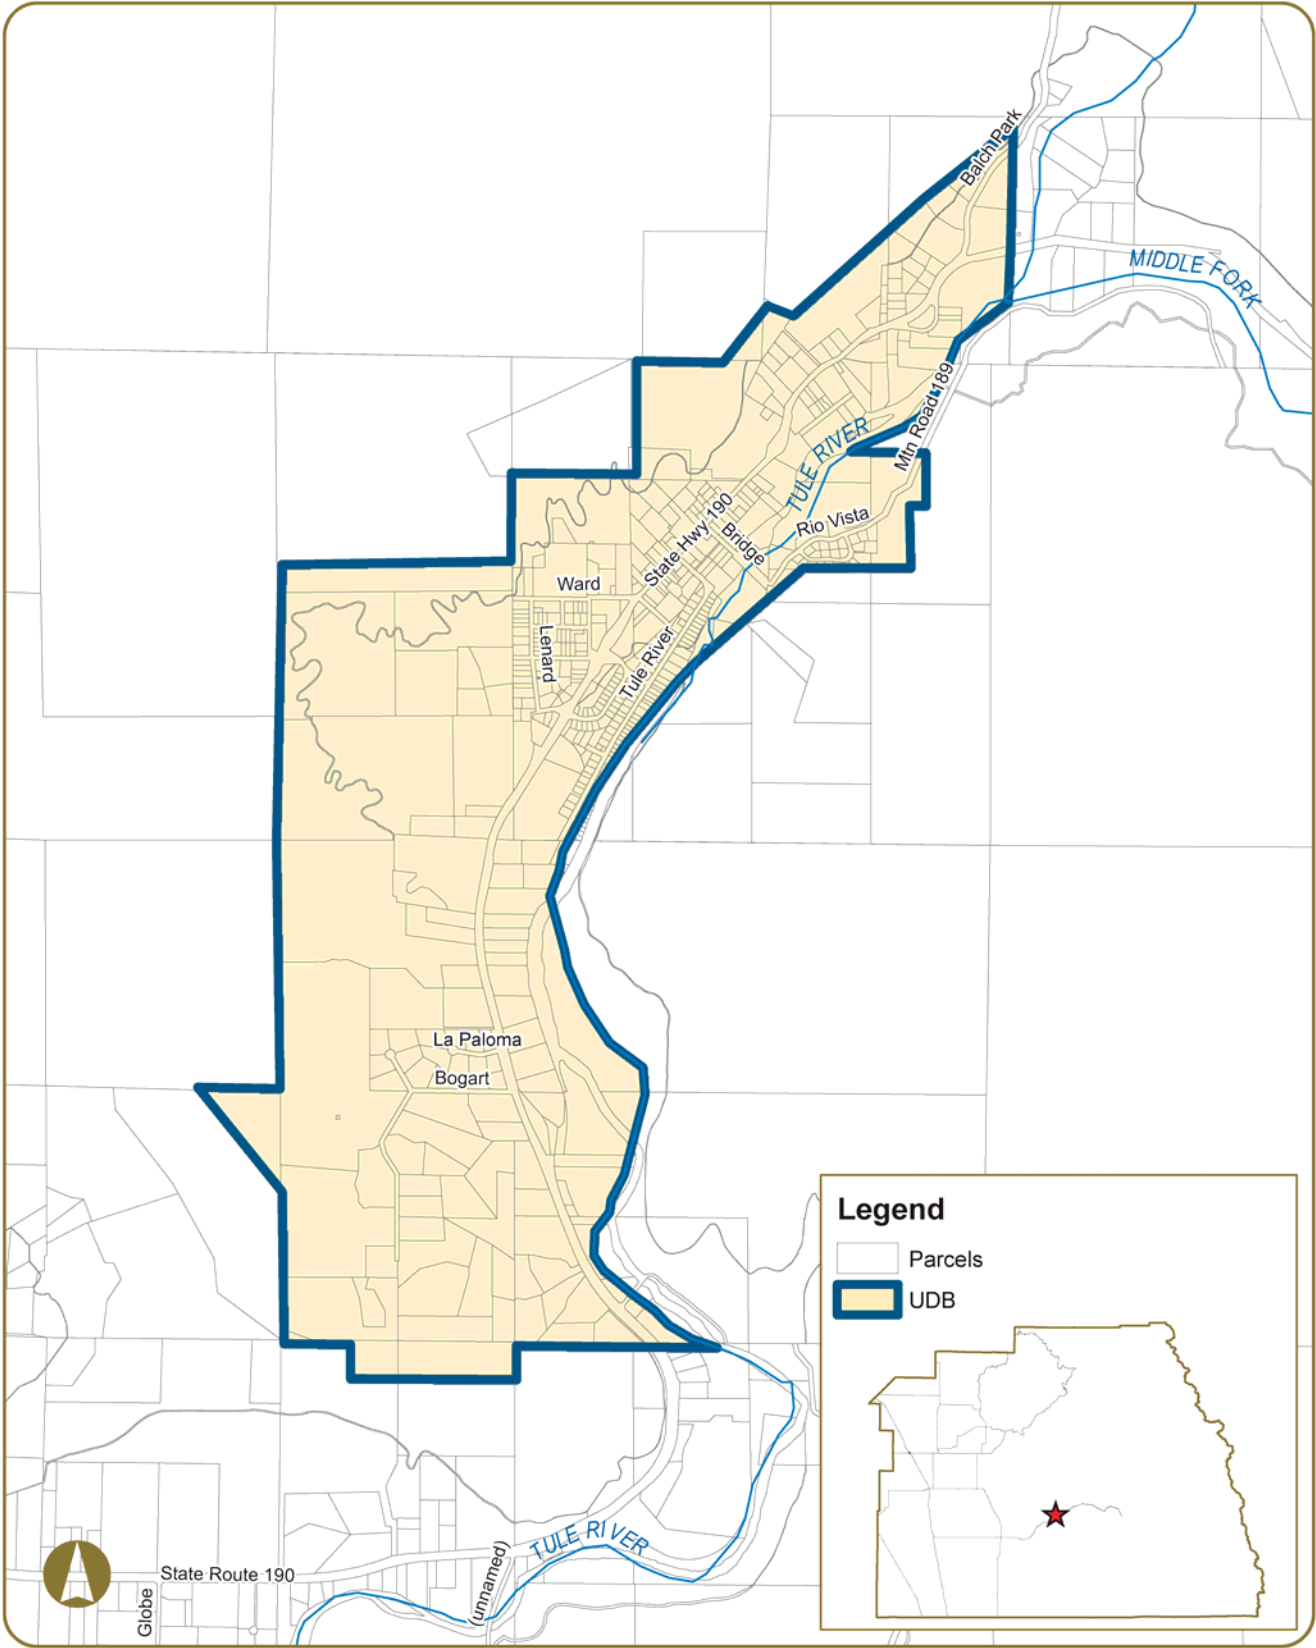 Balch Park
MIDDLE FORK
Mtn Road 189
TULE RIVER
State Hwy 190
Rio Vista
Bridge
Ward
Lenard
Tule River
La Paloma
Bogart
Legend
Parcels
UDB
TULE RIVER
(unnamed)
State Route 190
Globe